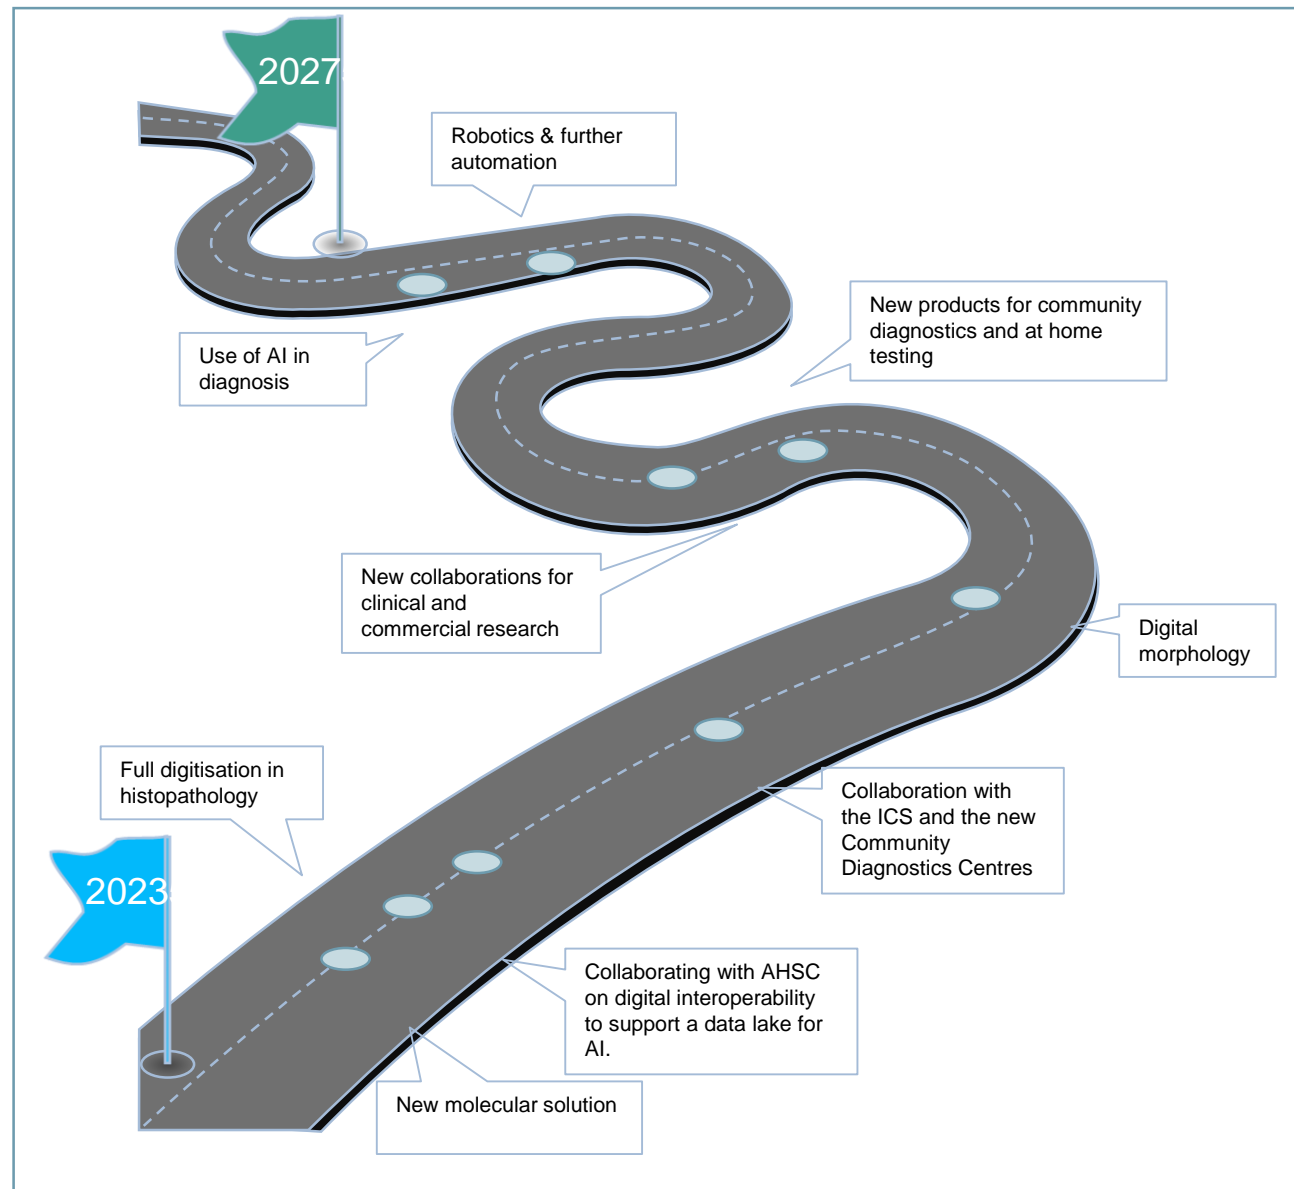 2027
Robotics & further
automation
New products for community
diagnostics and at home
testing
Use of AI in
diagnosis
New collaborations for
clinical and
commercial research
Digital
morphology
Full digitisation in
histopathology
Collaboration with
the ICS and the new
Community
Diagnostics Centres
2023
Collaborating with AHSC
on digital interoperability
to support a data lake for
AI.
New molecular solution